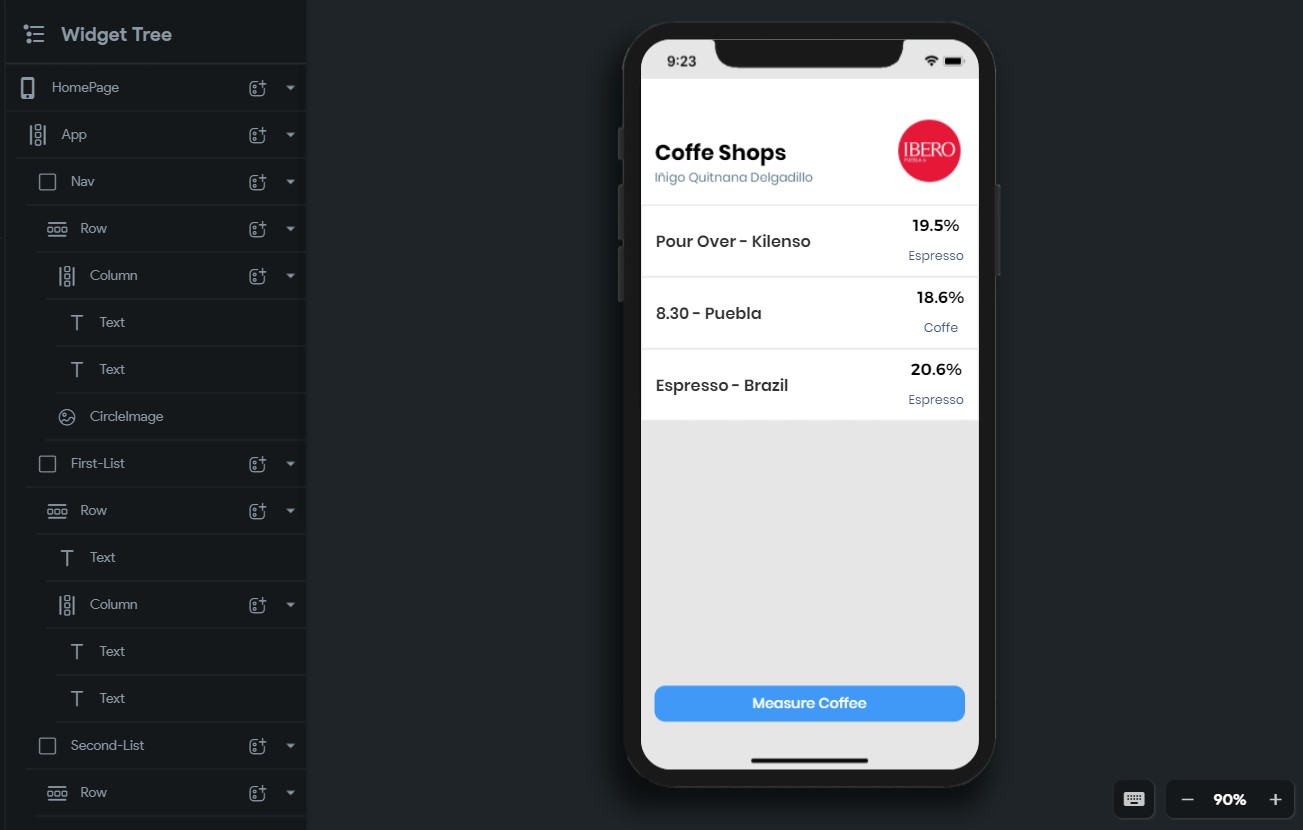 Widget Tree
HomePage
App
Nav
Row
Column
Text
Text
CircleImage
First-List
Row
Text
Column
Text
Text
Second-List
Row
9:23
Coffe Shops
Iñigo Quitnana Delgadillo
IBERO
PUEBLA
Pour Over - Kilenso
19.5%
Espresso
8.30 - Puebla
18.6%
Coffe
Espresso - Brazil
20.6%
Espresso
Measure Coffee
90%